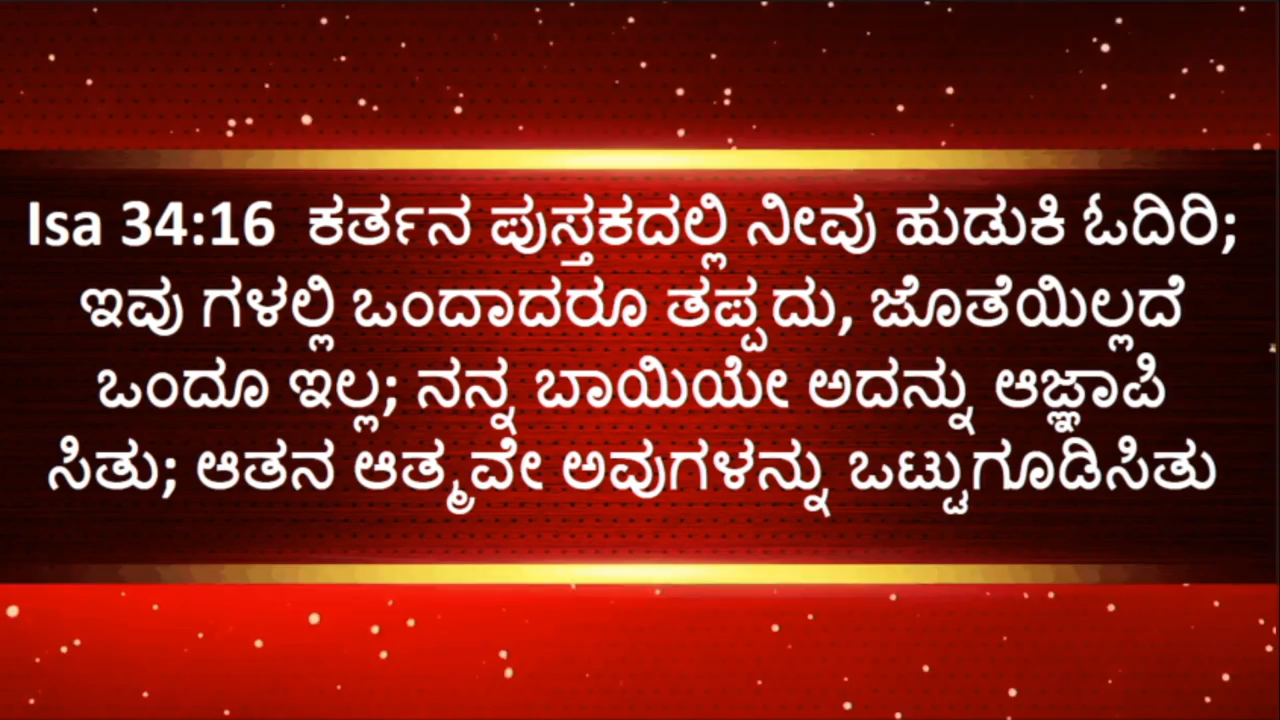 Isa 34:16 ಕರ್ತನ ಪುಸ್ತಕದಲ್ಲಿ ನೀವು ಹುಡುಕಿ ಓದಿರಿ;
ಇವು ಗಳಲ್ಲಿ ಒಂದಾದರೂ ತಪ್ಪದು, ಜೊತೆಯಿಲ್ಲದೆ
ಒಂದೂ ಇಲ್ಲ; ನನ್ನ ಬಾಯಿಯೇ ಅದನ್ನು ಆಜ್ಞಾಪಿ
ಸಿತು; ಆತನ ಆತ್ಮವೇ ಅವುಗಳನ್ನು ಒಟ್ಟುಗೂಡಿಸಿತು